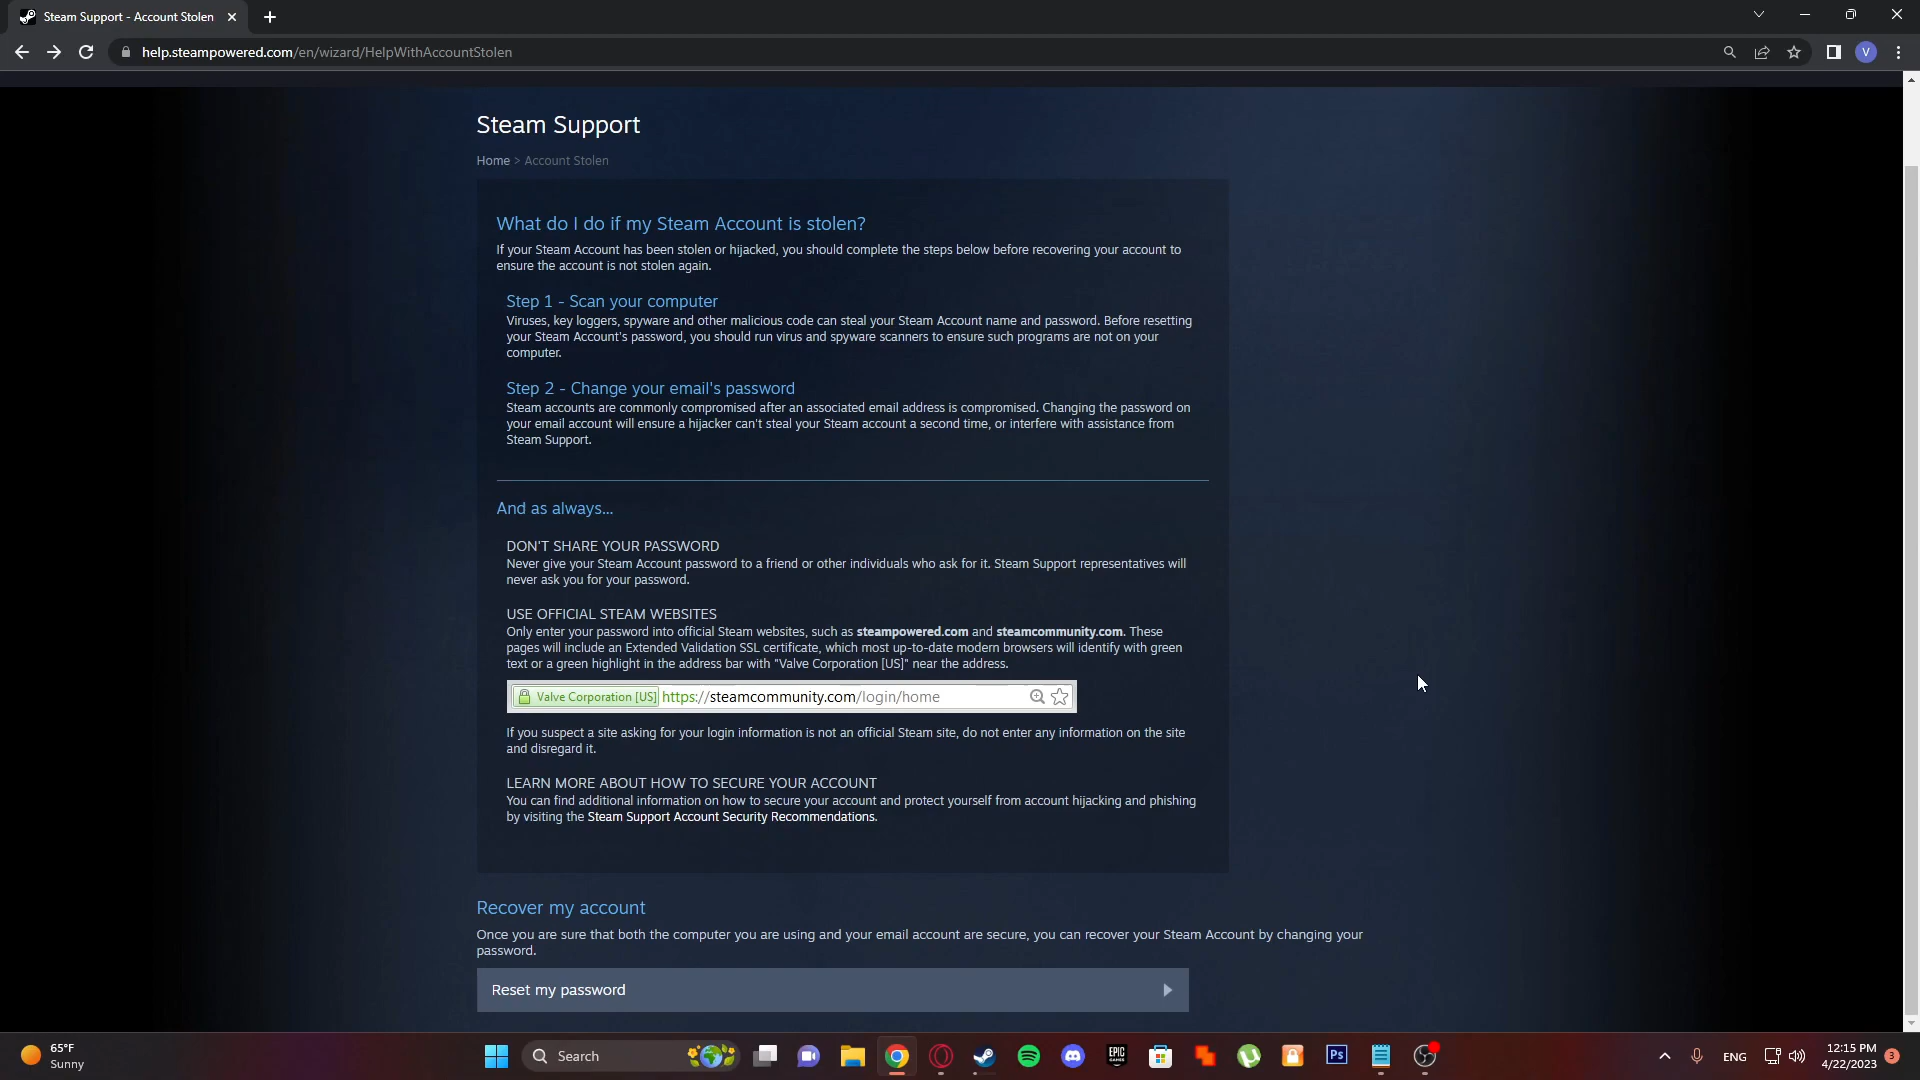 Steam Support - Account Stolen
help.steampowered.com/en/wizard/HelpWithAccountStolen
V
Steam Support
Home > Account Stolen
What do I do if my Steam Account is stolen?
If your Steam Account has been stolen or hijacked, you should complete the steps below before recovering your account to
ensure the account is not stolen again.
Step 1 - Scan your computer
Viruses, key loggers, spyware and other malicious code can steal your Steam Account name and password. Before resetting
your Steam Account's password, you should run virus and spyware scanners to ensure such programs are not on your
computer.
Step 2 - Change your email's password
Steam accounts are commonly compromised after an associated email address is compromised. Changing the password on
your email account will ensure a hijacker can't steal your Steam account a second time, or interfere with assistance from
Steam Support.
And as always...
DON'T SHARE YOUR PASSWORD
Never give your Steam Account password to a friend or other individuals who ask for it. Steam Support representatives will
never ask you for your password.
USE OFFICIAL STEAM WEBSITES
Only enter your password into official Steam websites, such as steampowered.com and steamcommunity.com. These
pages will include an Extended Validation SSL certificate, which most up-to-date modern browsers will identify with green
text or a green highlight in the address bar with "Valve Corporation [US]" near the address.
Valve Corporation [US] https://steamcommunity.com/login/home
If you suspect a site asking for your login information is not an official Steam site, do not enter any information on the site
and disregard it.
LEARN MORE ABOUT HOW TO SECURE YOUR ACCOUNT
You can find additional information on how to secure your account and protect yourself from account hijacking and phishing
by visiting the Steam Support Account Security Recommendations.
Recover my account
Once you are sure that both the computer you are using and your email account are secure, you can recover your Steam Account by changing your
password.
Reset my password
65°F
Sunny
Search
EPIC
GAMES
Ps
ENG
12:15 PM
4/22/2023
3